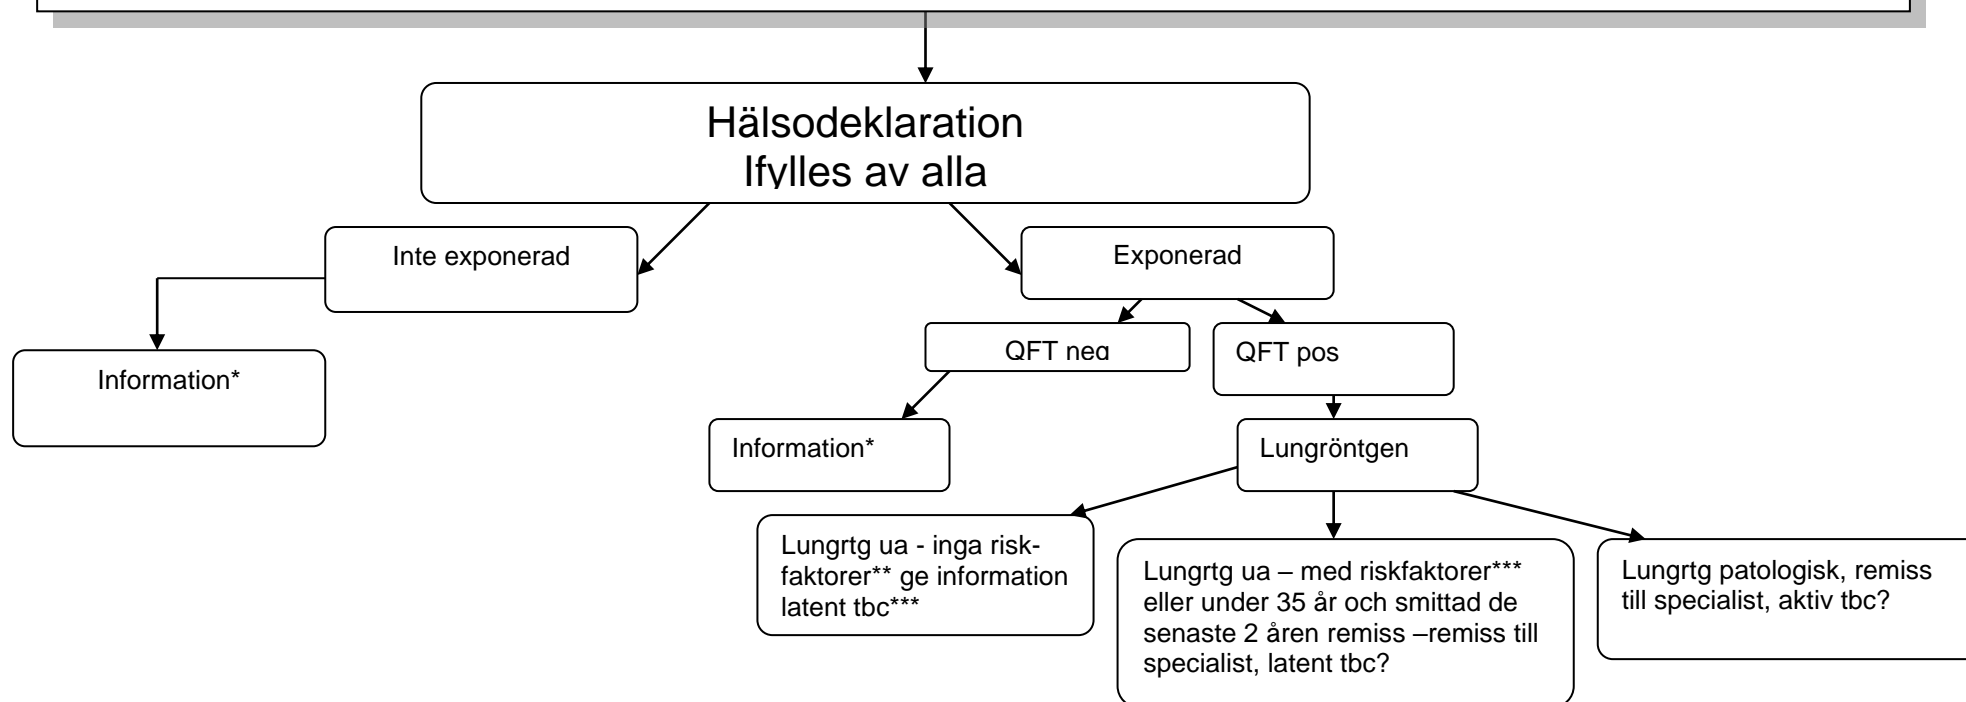 Hälsodeklaration
Ifylles av alla
Inte exponerad
Exponerad
Information*
QFT neg
QFT pos
Information*
Lungröntgen
Lungrtg ua - inga risk-
faktorer** ge information
latent tbc***
Lungrtg ua – med riskfaktorer***
eller under 35 år och smittad de
senaste 2 åren remiss –remiss till
specialist, latent tbc?
Lungrtg patologisk, remiss
till specialist, aktiv tbc?